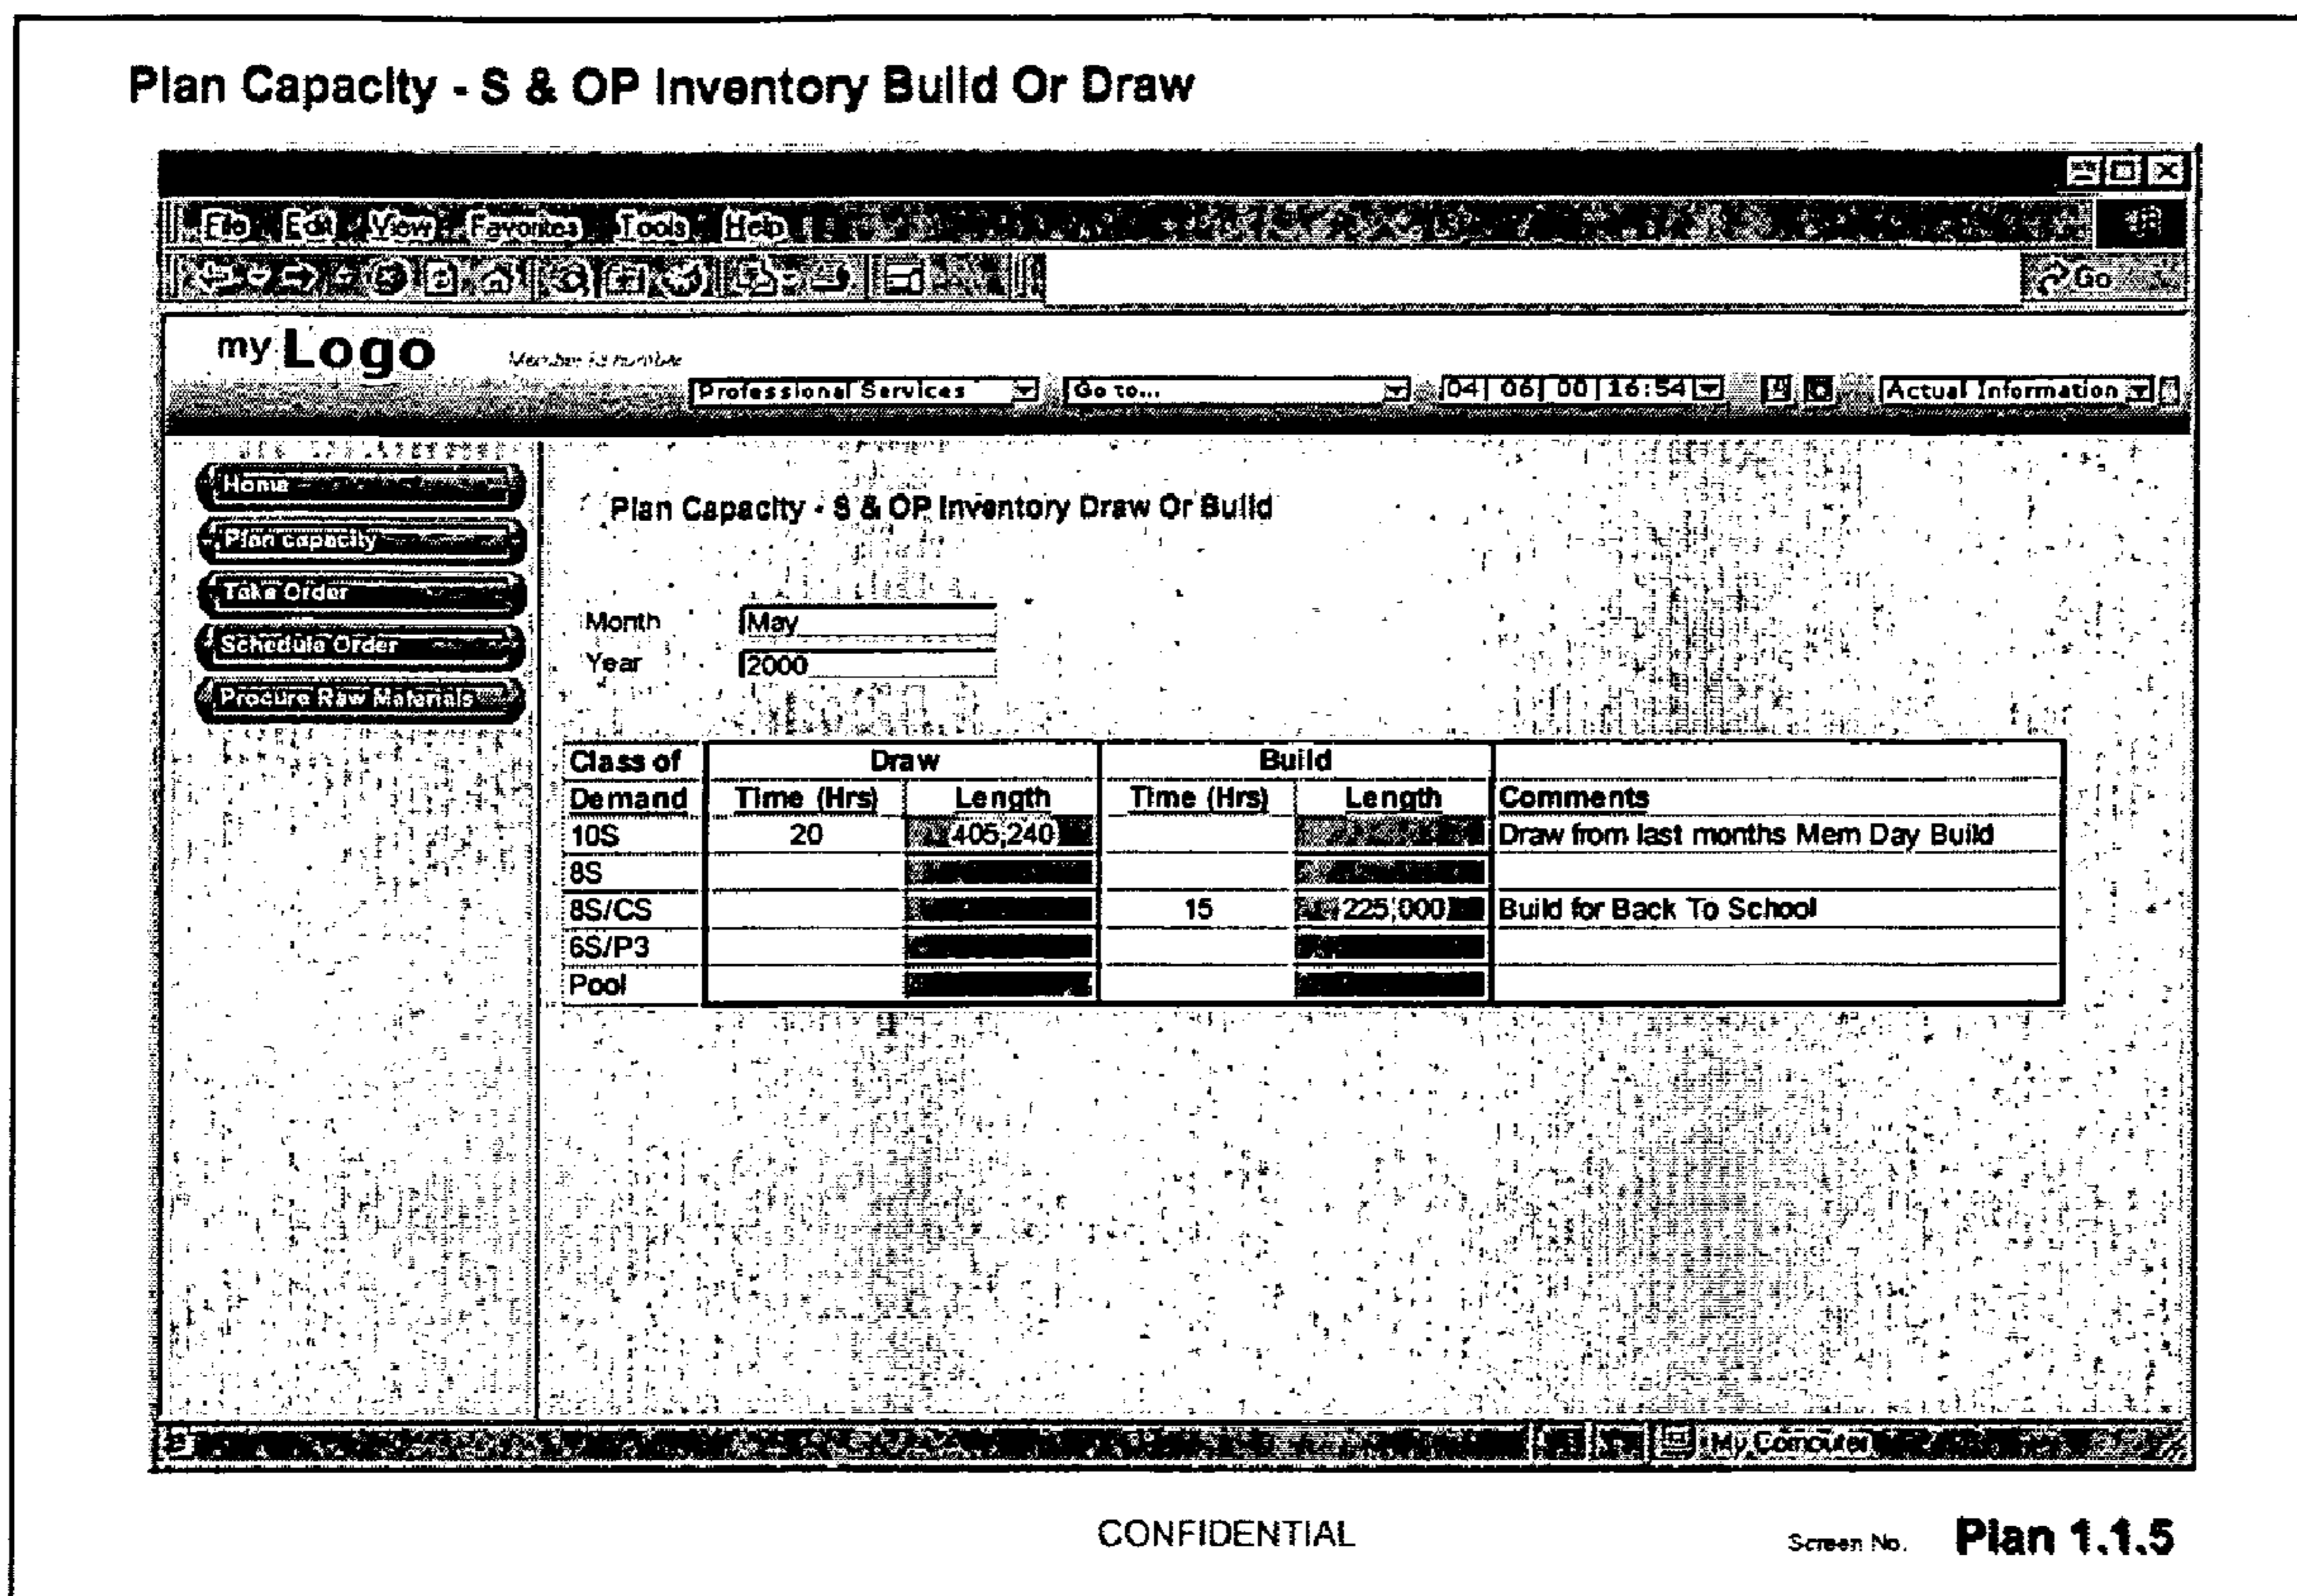 Plan Capacity - S & OP Inventory Build Or Draw
File Edit View Favorites Tools Help
Go
my Logo
Member id number
Professional Services Go to... 04 06 00 16:54 Actual Information
Home
Plan capacity
Take Order
Schedule Order
Procure Raw Materials
Plan Capacity - S & OP Inventory Draw Or Build
Month May
Year 2000
Class of Draw Build
Demand Time (Hrs) Length Time (Hrs) Length Comments
10S 20 405,240 Draw from last months Mem Day Build
8S
8S/CS 15 225,000 Build for Back To School
6S/P3
Pool
My Computer
CONFIDENTIAL
Screen No. Plan 1.1.5